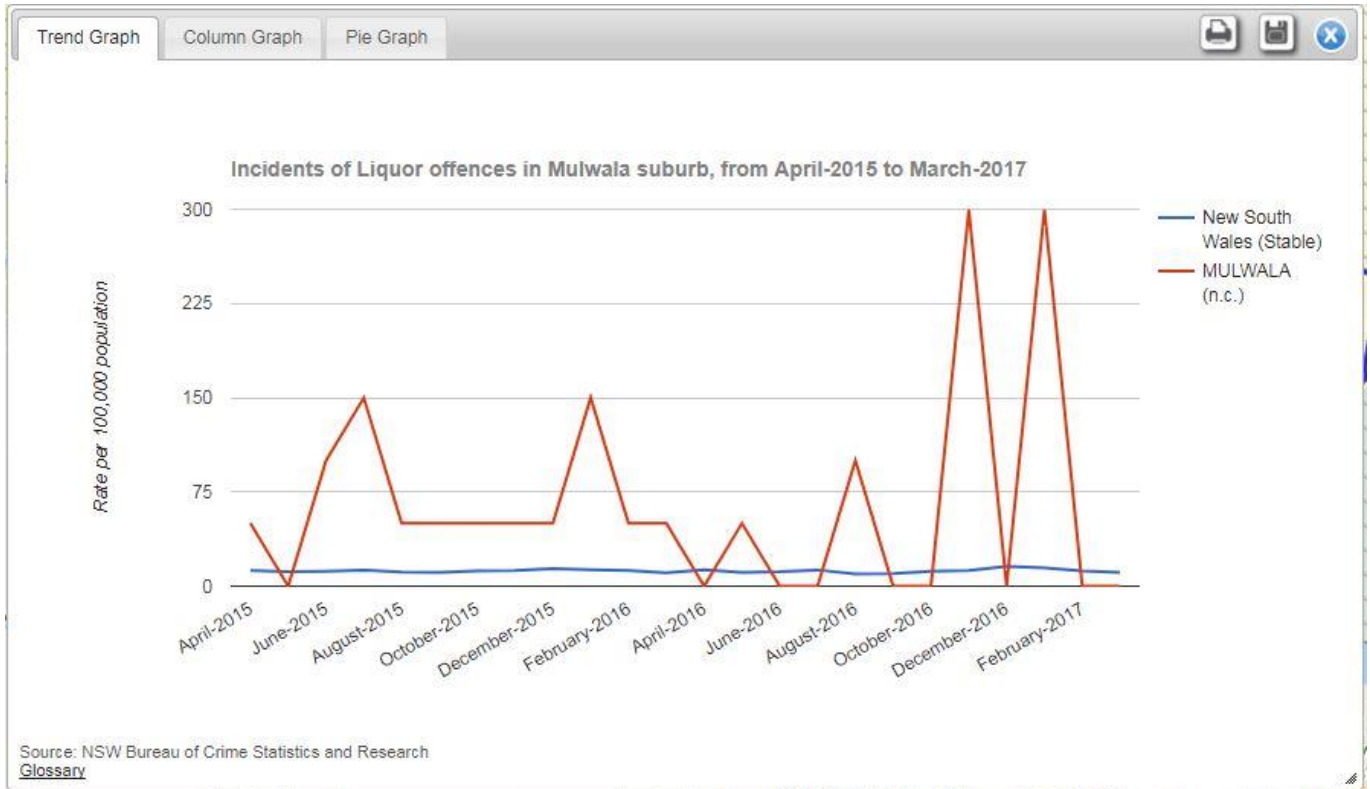 Trend Graph
Column Graph
Pie Graph
Incidents of Liquor offences in Mulwala suburb, from April-2015 to March-2017
300
225
150
75
0
Rate per 100,000 population
April-2015
June-2015
August-2015
October-2015
December-2015
February-2016
April-2016
June-2016
August-2016
October-2016
December-2016
February-2017
New South
Wales (Stable)
MULWALA
(n.c.)
Source: NSW Bureau of Crime Statistics and Research
Glossary